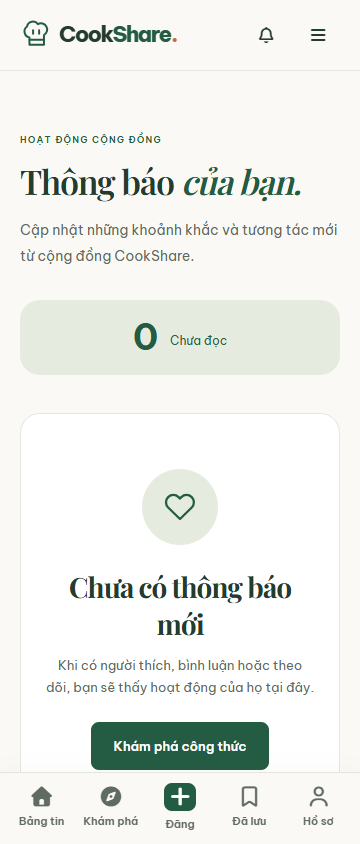 CookShare.
HOẠT ĐỘNG CỘNG ĐỒNG
Thông báo của bạn.
Cập nhật những khoảnh khắc và tương tác mới
từ cộng đồng CookShare.
0 Chưa đọc
Chưa có thông báo
mới
Khi có người thích, bình luận hoặc theo
dõi, bạn sẽ thấy hoạt động của họ tại đây.
Khám phá công thức
Bảng tin Khám phá Đăng Đã lưu Hồ sơ